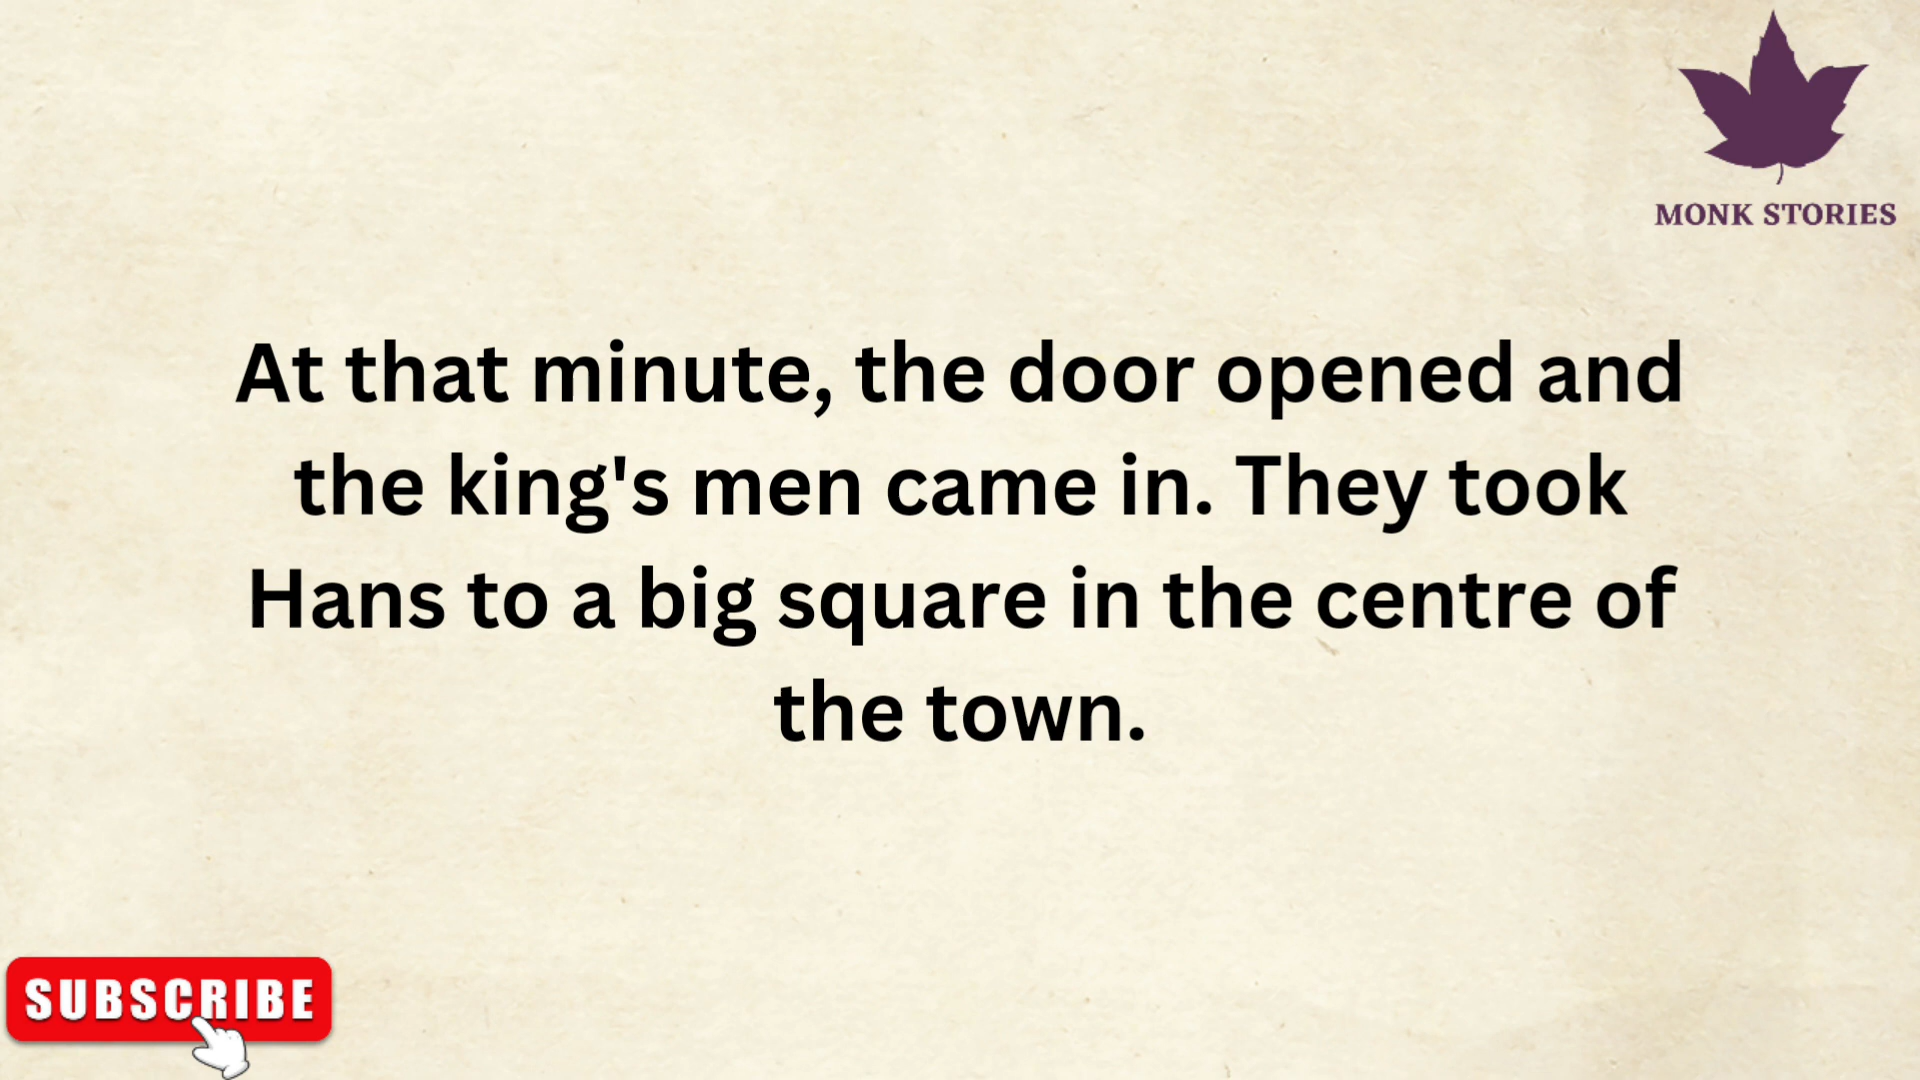 MONK STORIES
At that minute, the door opened and
the king's men came in. They took
Hans to a big square in the centre of
the town.
SUBSCRIBE